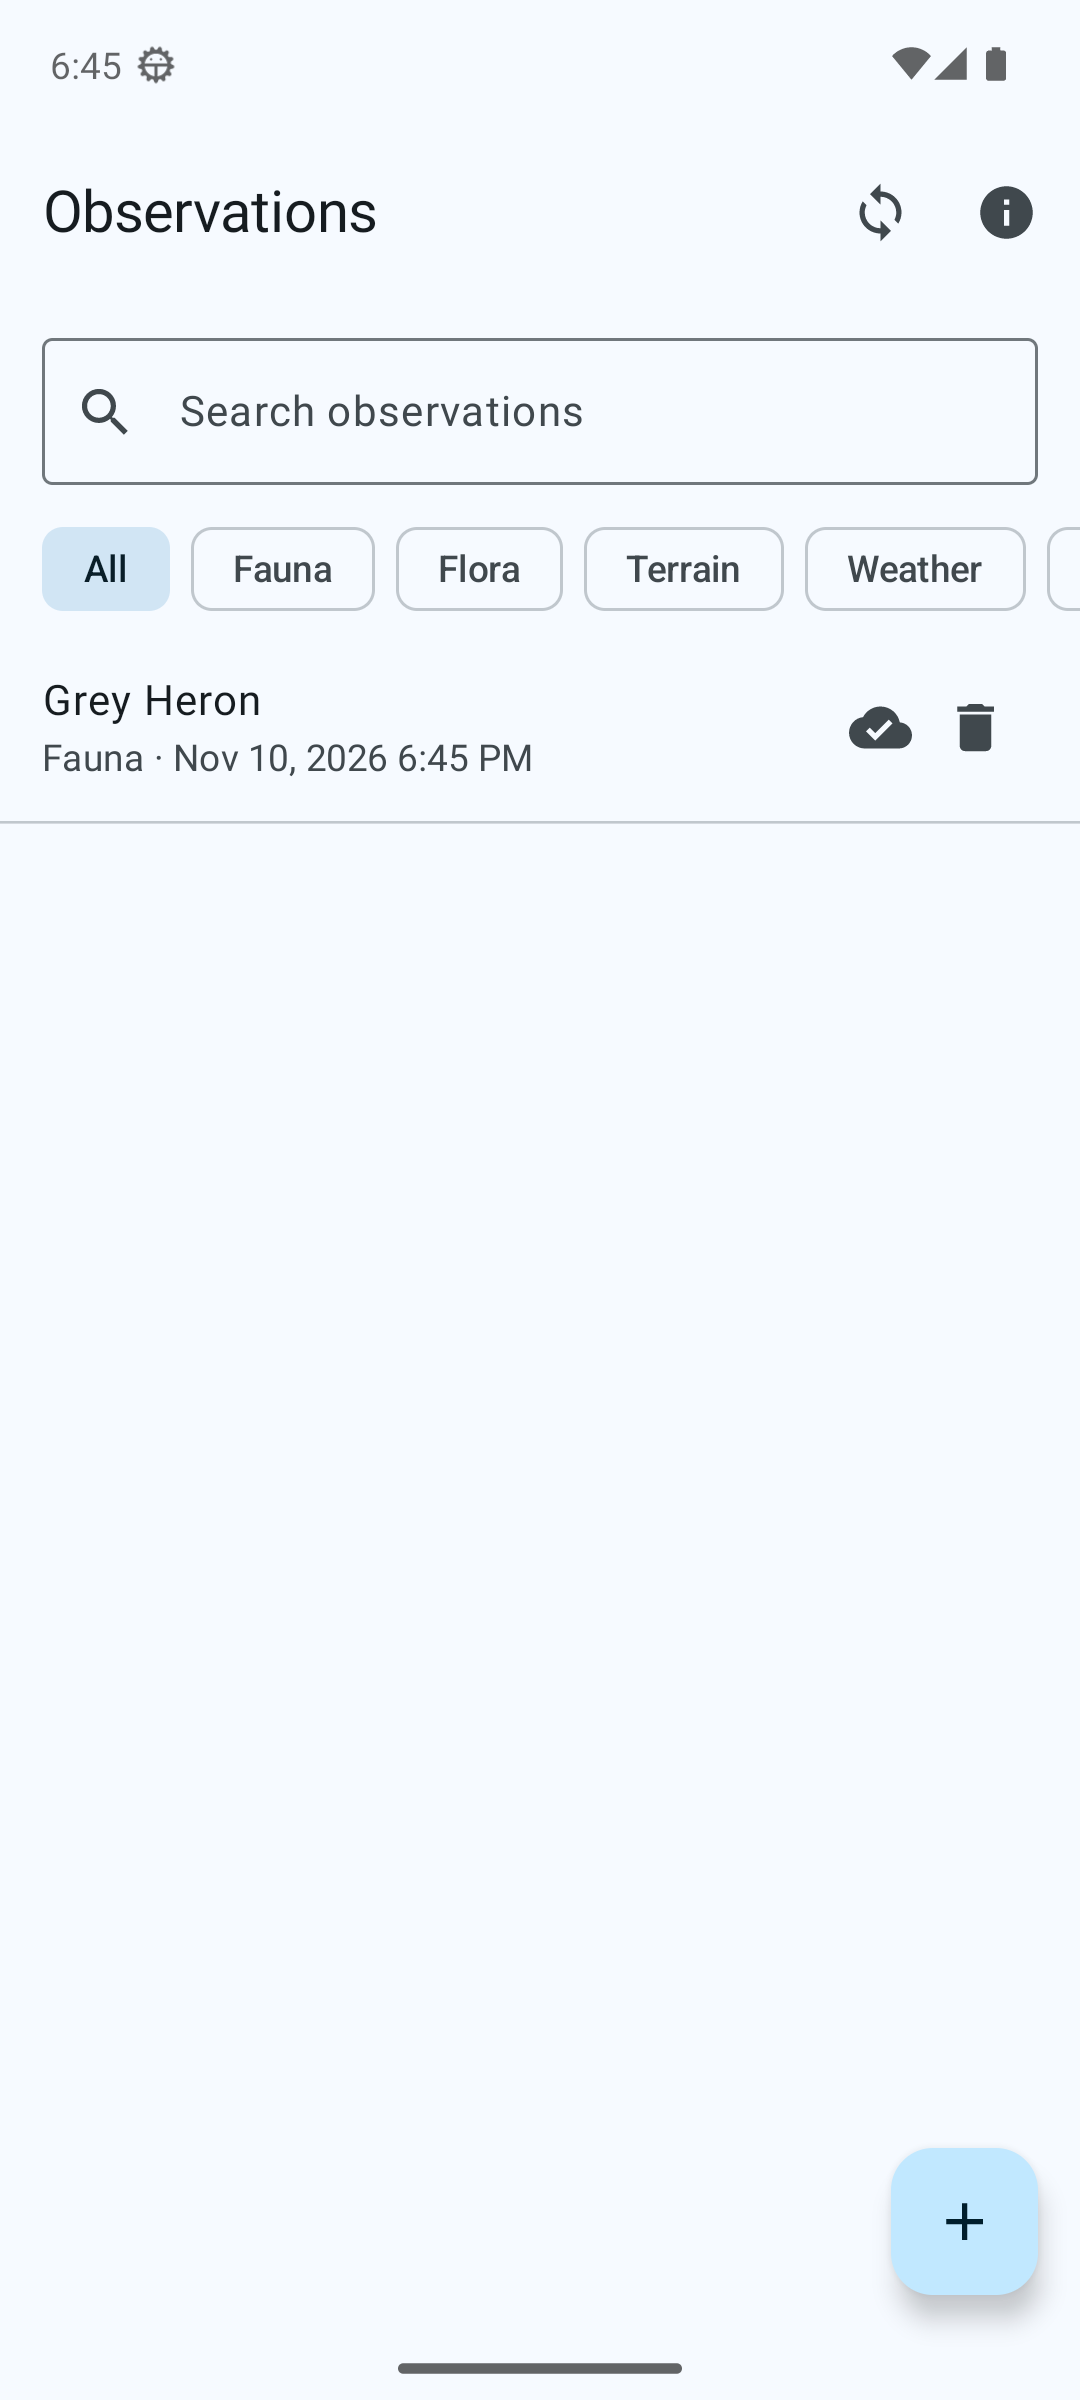 6:45
Observations
Search observations
All Fauna Flora Terrain Weather
Grey Heron
Fauna · Nov 10, 2026 6:45 PM